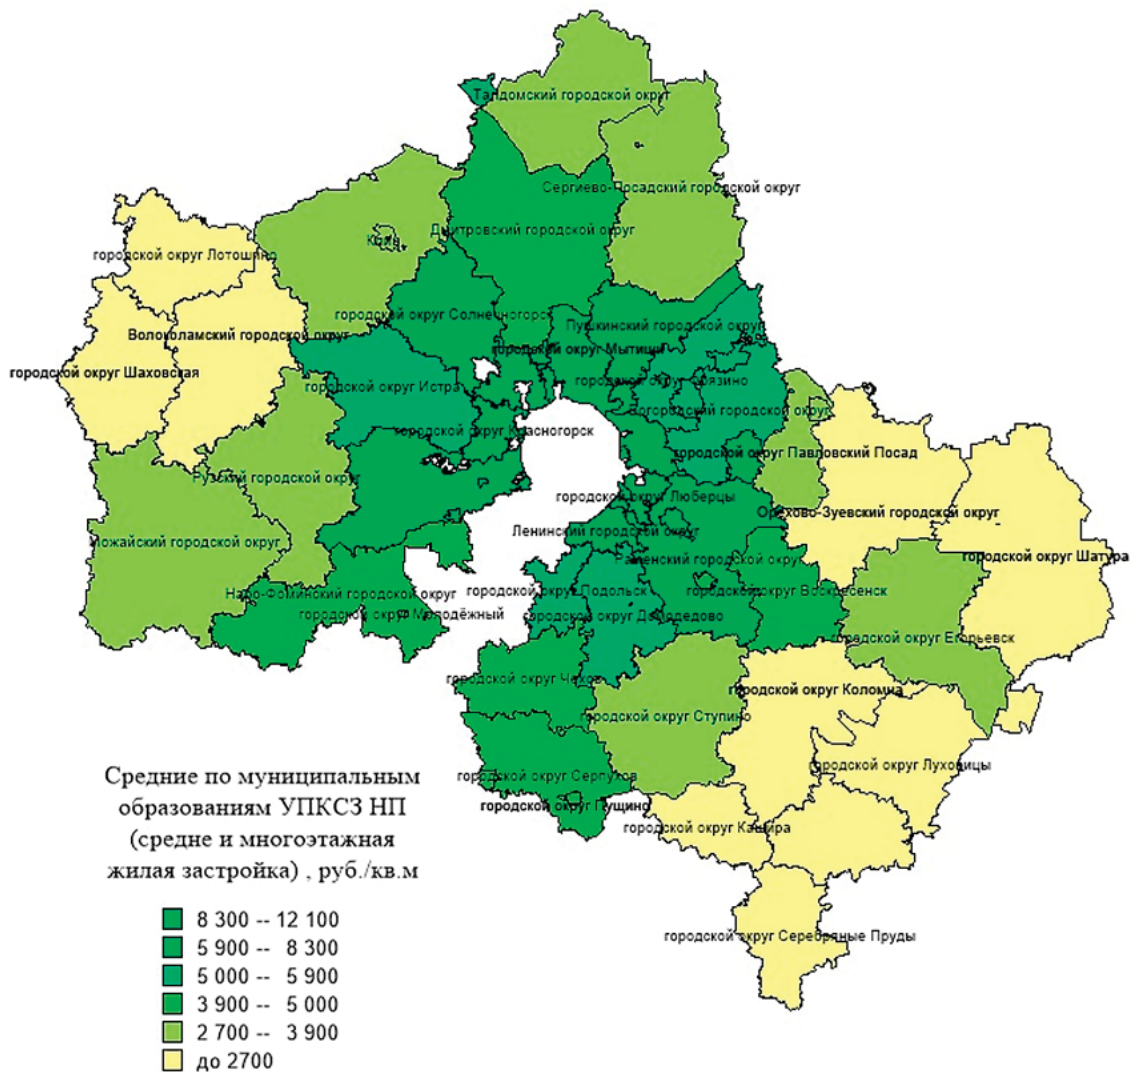 Талдомский городской округ
Сергиево-Посадский городской округ
Дмитровский городской округ
Клин
городской округ Лотошино
городской округ Солнечногорск
Пушкинский городской округ
Волоколамский городской округ
городской округ Мытищи
городской округ Шаховская
городской округ Истра
городской округ Фрязино
Богородский городской округ
городской округ Красногорск
городской округ Павловский Посад
Рузский городской округ
городской округ Люберцы
Орехово-Зуевский городской округ
Ленинский городской округ
Можайский городской округ
городской округ Шатура
Раменский городской округ
Наро-Фоминский городской округ
городской округ Подольск
городской округ Воскресенск
городской округ Молодёжный
городской округ Домодедово
городской округ Егорьевск
городской округ Чехов
городской округ Коломна
городской округ Ступино
городской округ Луховицы
городской округ Серпухов
городской округ Пущино
городской округ Кашира
городской округ Серебряные Пруды
Средние по муниципальным
образованиям УПКСЗ НП
(средне и многоэтажная
жилая застройка) , руб./кв.м
8 300 -- 12 100
5 900 -- 8 300
5 000 -- 5 900
3 900 -- 5 000
2 700 -- 3 900
до 2700